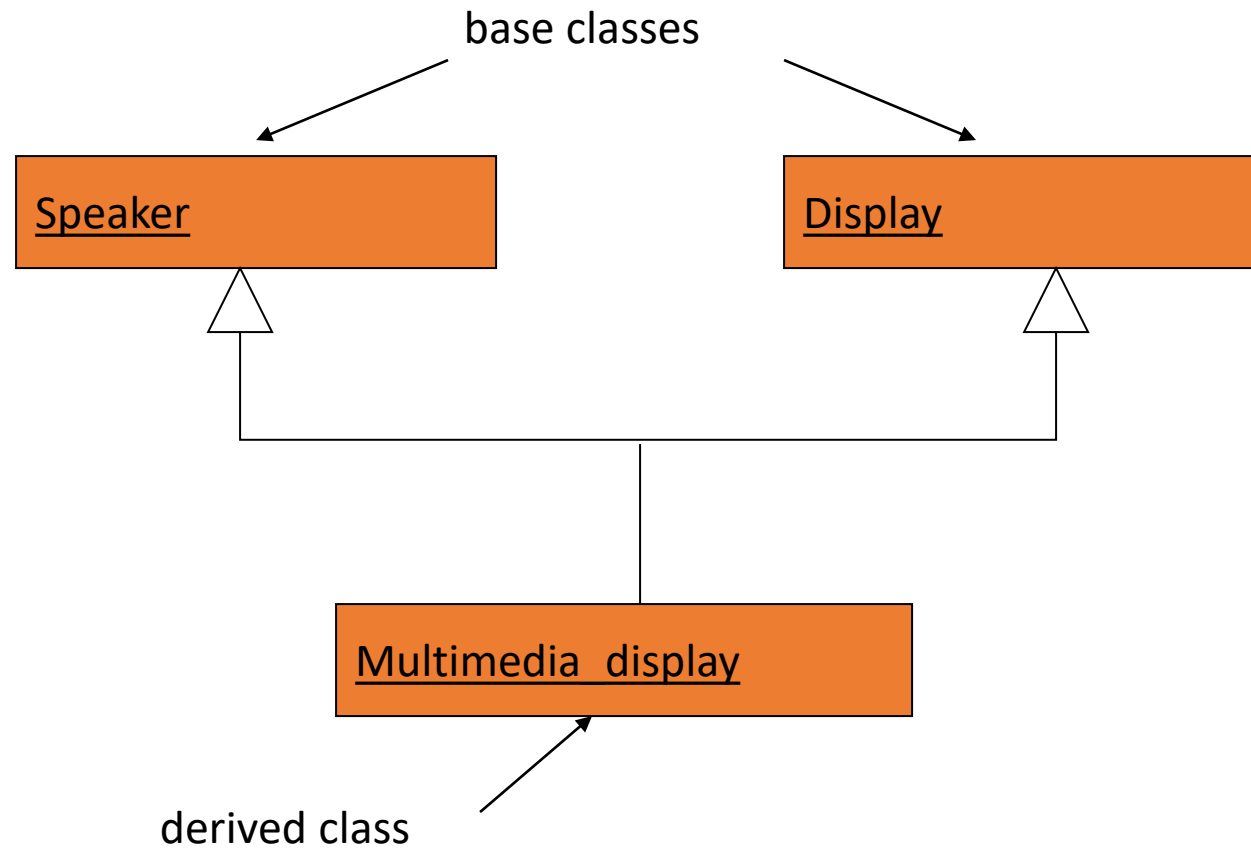 base classes
Speaker
Display
Multimedia_display
derived class